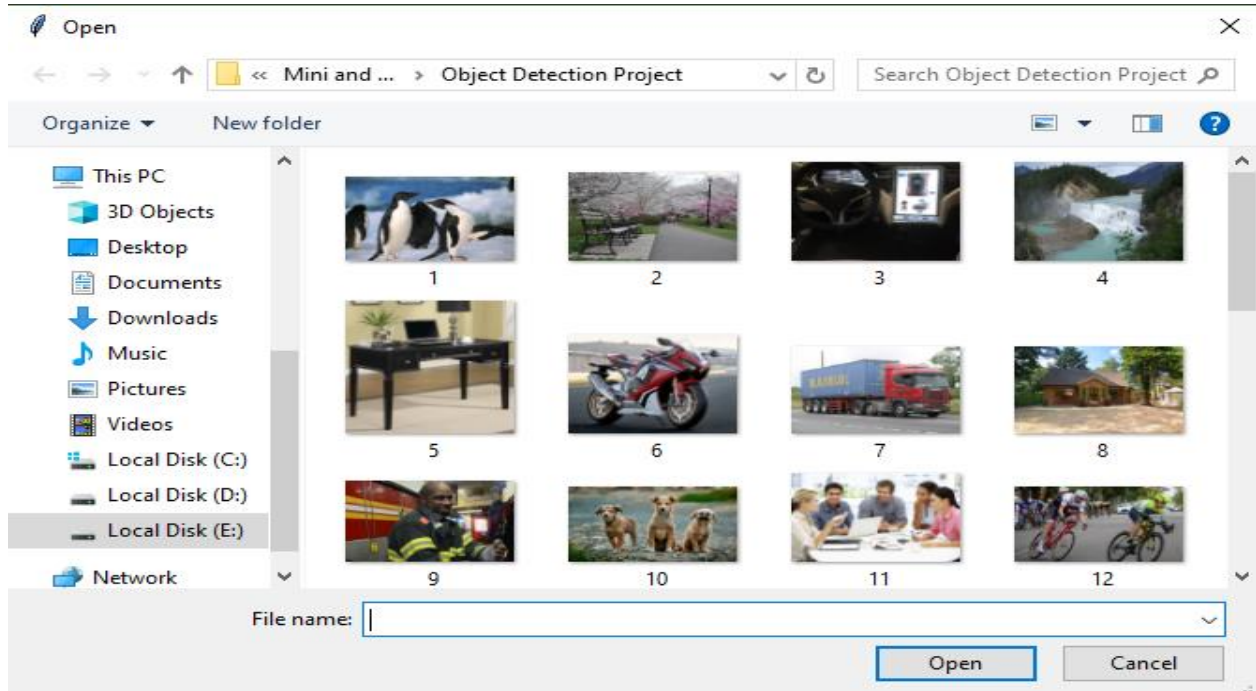 Open
« Mini and ... › Object Detection Project
Search Object Detection Project
Organize
New folder
This PC
3D Objects
Desktop
Documents
Downloads
Music
Pictures
Videos
Local Disk (C:)
Local Disk (D:)
Local Disk (E:)
Network
1 2 3 4
5 6 7 8
9 10 11 12
File name:
Open
Cancel